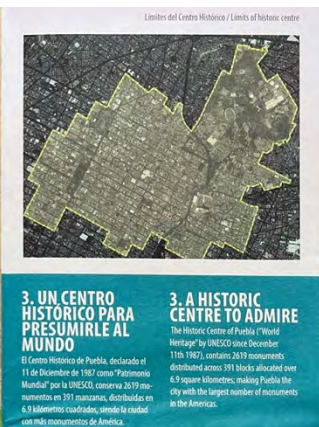 Límites del Centro Histórico / Limits of historic centre
3. UN CENTRO
HISTÓRICO PARA
PRESUMIRLE AL
MUNDO
El Centro Histórico de Puebla, declarado el
11 de Diciembre de 1987 como "Patrimonio
Mundial" por la UNESCO, conserva 2619 mo-
numentos en 391 manzanas, distribuidas en
6.9 kilómetros cuadrados, siendo la ciudad
con más monumentos de América.
3. A HISTORIC
CENTRE TO ADMIRE
The Historic Centre of Puebla ("World
Heritage" by UNESCO since December
11th 1987), contains 2619 monuments
distributed across 391 blocks allocated over
6.9 square kilometres; making Puebla the
city with the largest number of monuments
in the Americas.